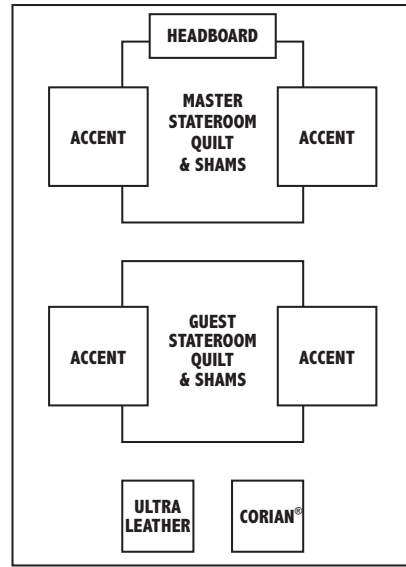 HEADBOARD
MASTER
STATEROOM
QUILT
& SHAMS
ACCENT
ACCENT
GUEST
STATEROOM
QUILT
& SHAMS
ACCENT
ACCENT
ULTRA
LEATHER
CORIAN®